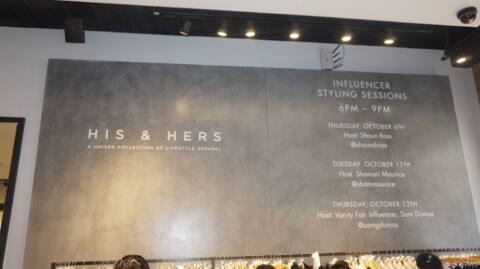 HIS & HERS
A UNISEX COLLECTION OF LIFESTYLE APPAREL
INFLUENCER
STYLING SESSIONS
6PM – 9PM
THURSDAY, OCTOBER 6TH
Host: Shaun Ross
@shaundross
TUESDAY, OCTOBER 11TH
Host: Shamari Maurice
@shammaurice
THURSDAY, OCTOBER 13TH
Host: Vanity Fair Influencer, Sam Dumas
@samgdumas